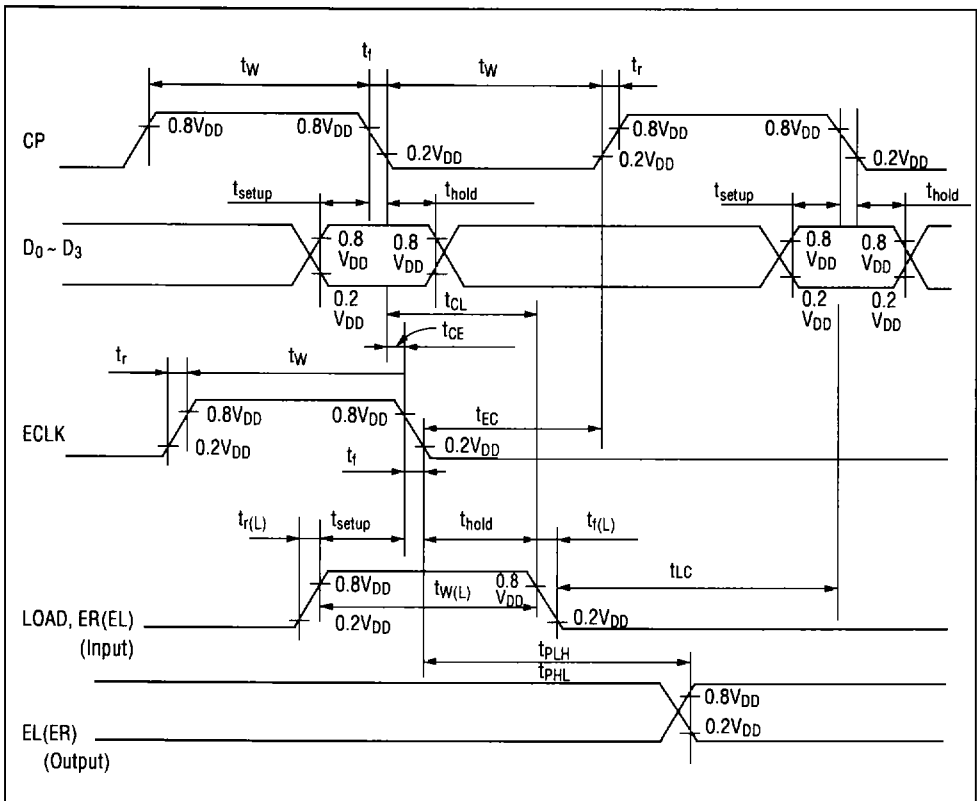 tf
tW tW tr
CP 0.8VDD 0.8VDD 0.8VDD 0.8VDD
0.2VDD 0.2VDD 0.2VDD
tsetup thold tsetup thold
D0 ~ D3 0.8 VDD 0.8 VDD 0.8 VDD 0.8 VDD
0.2 VDD 0.2 VDD 0.2 VDD
tCL
tCE
tr tW
ECLK 0.8VDD 0.8VDD tEC
0.2VDD 0.2VDD
tf
tr(L) tsetup thold tf(L)
tLC
0.8VDD tW(L) 0.8 VDD
LOAD, ER(EL) 0.2VDD 0.2VDD
(Input)
tPLH
tPHL
0.8VDD
EL(ER) 0.2VDD
(Output)